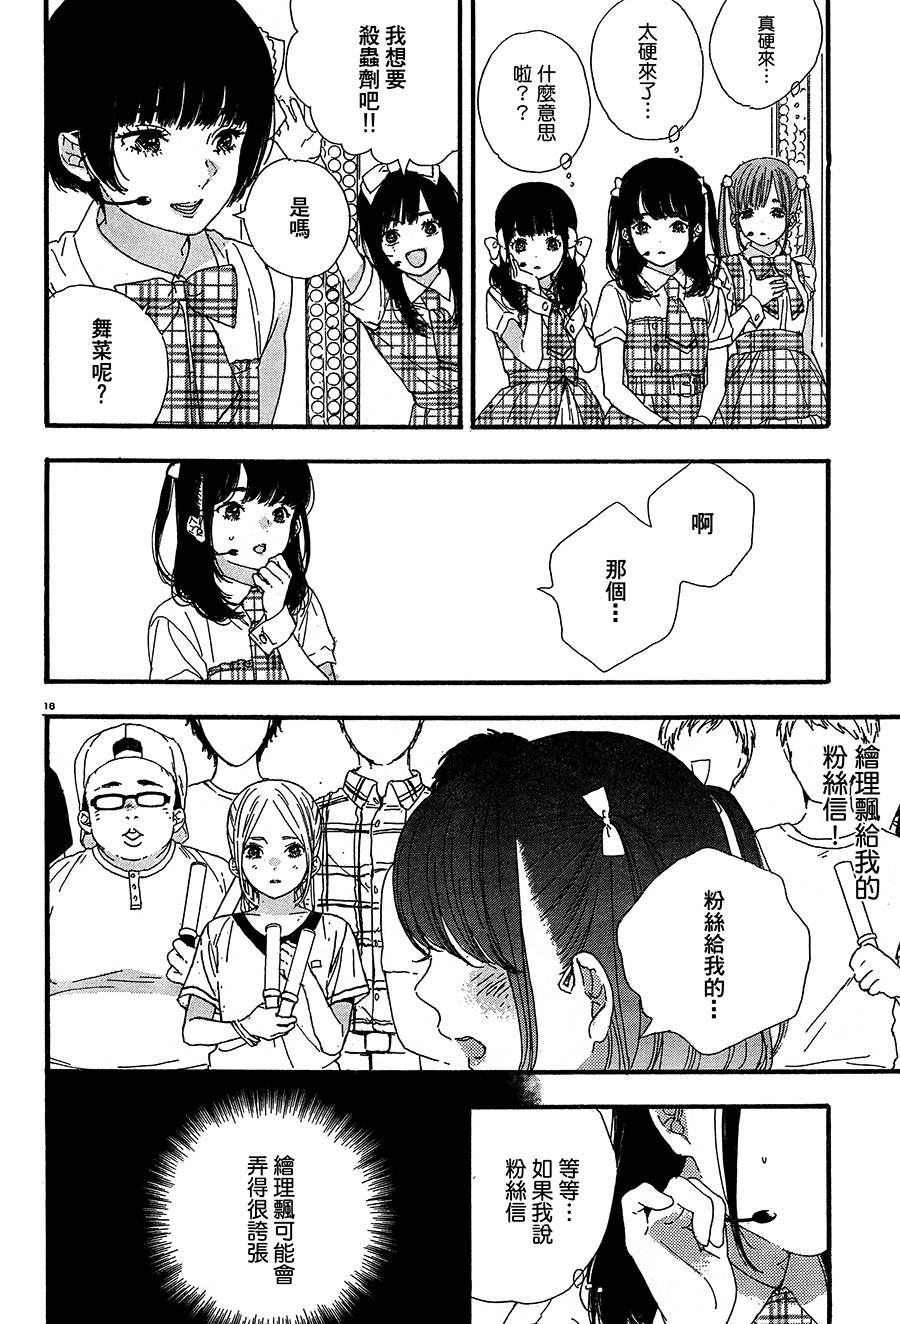 真硬來…
太硬來了…
什麼意思
啦？？
我想要
殺蟲劑吧!!
是嗎
舞菜呢？
啊
那個…
16
繪理飄給我的
粉絲信！
粉絲給我的…
等等…
如果我說
粉絲信
繪理飄可能會
弄得很誇張